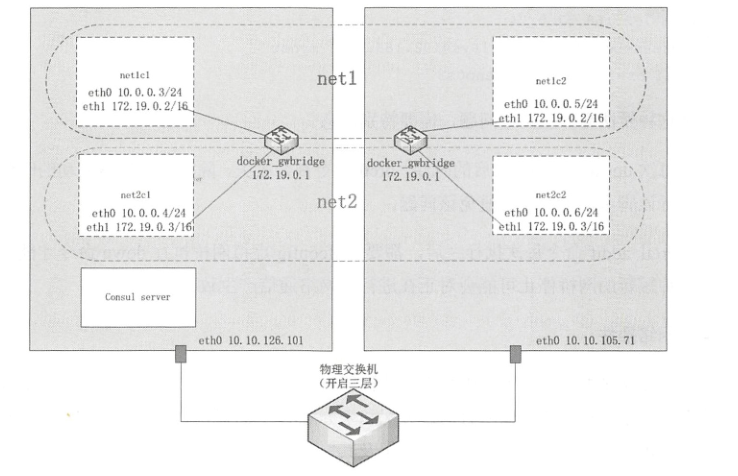 net1
net1c1
eth0 10.0.0.3/24
eth1 172.19.0.2/16
net1c2
eth0 10.0.0.5/24
eth1 172.19.0.2/16
docker_gwbridge
172.19.0.1
docker_gwbridge
172.19.0.1
net2
net2c1
eth0 10.0.0.4/24
eth1 172.19.0.3/16
net2c2
eth0 10.0.0.6/24
eth1 172.19.0.3/16
Consul server
eth0 10.10.126.101
eth0 10.10.105.71
物理交换机
(开启三层)